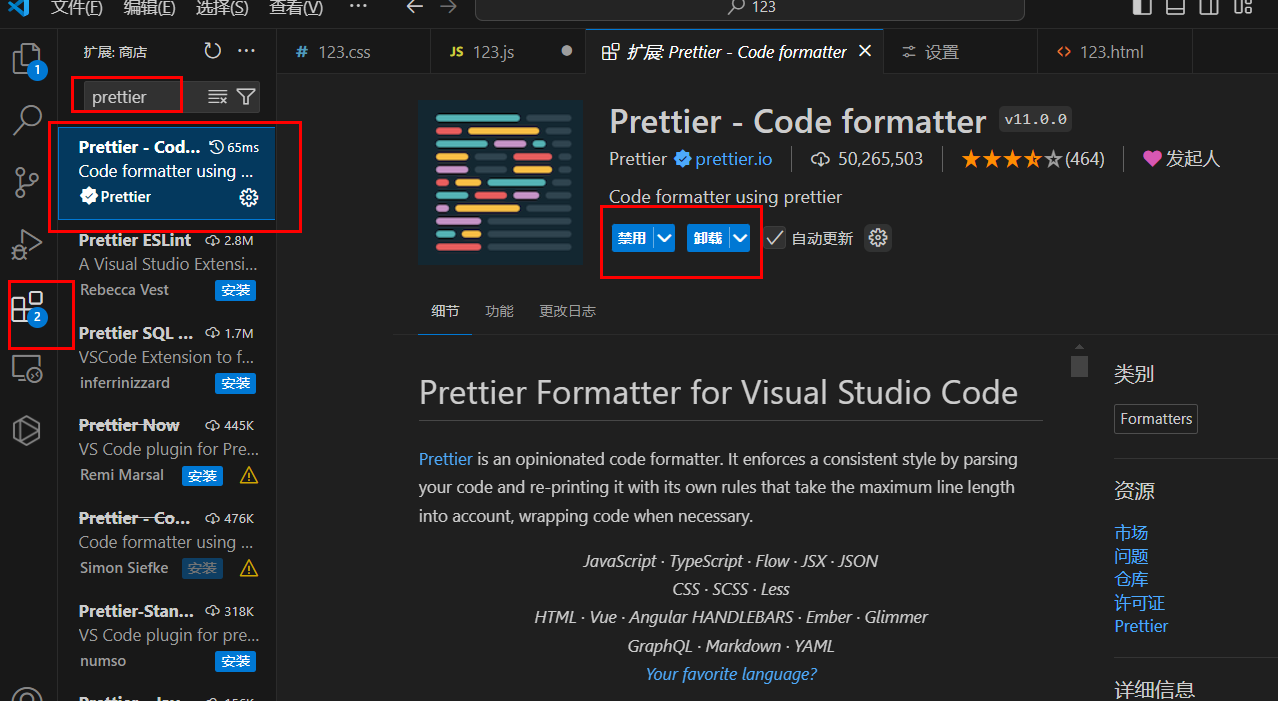 文件(F) 编辑(E) 选择(S) 查看(V) ··· 123
1
扩展: 商店
prettier
Prettier - Cod... 65ms
Code formatter using ...
Prettier
Prettier ESLint 2.8M
A Visual Studio Extensi...
Rebecca Vest 安装
2
Prettier SQL ... 1.7M
VSCode Extension to f...
inferrinizzard 安装
Prettier Now 445K
VS Code plugin for Pre...
Remi Marsal 安装
Prettier - Co... 476K
Code formatter using ...
Simon Siefke 安装
Prettier-Stan... 318K
VS Code plugin for pre...
numso 安装
# 123.css JS 123.js 扩展: Prettier - Code formatter 设置 <> 123.html
Prettier - Code formatter v11.0.0
Prettier prettier.io 50,265,503 (464) 发起人
Code formatter using prettier
禁用 卸载 自动更新
细节 功能 更改日志
Prettier Formatter for Visual Studio Code
Prettier is an opinionated code formatter. It enforces a consistent style by parsing
your code and re-printing it with its own rules that take the maximum line length
into account, wrapping code when necessary.
JavaScript · TypeScript · Flow · JSX · JSON
CSS · SCSS · Less
HTML · Vue · Angular HANDLEBARS · Ember · Glimmer
GraphQL · Markdown · YAML
Your favorite language?
类别
Formatters
资源
市场
问题
仓库
许可证
Prettier
详细信息